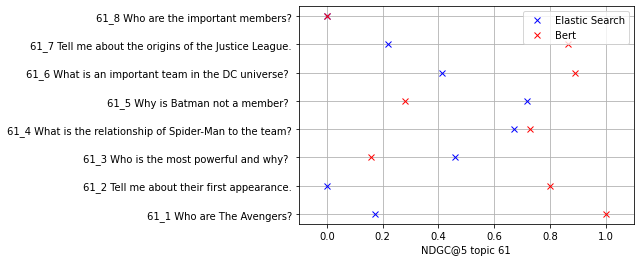 61_8 Who are the important members?
61_7 Tell me about the origins of the Justice League.
61_6 What is an important team in the DC universe?
61_5 Why is Batman not a member?
61_4 What is the relationship of Spider-Man to the team?
61_3 Who is the most powerful and why?
61_2 Tell me about their first appearance.
61_1 Who are The Avengers?
Elastic Search
Bert
0.0 0.2 0.4 0.6 0.8 1.0
NDGC@5 topic 61